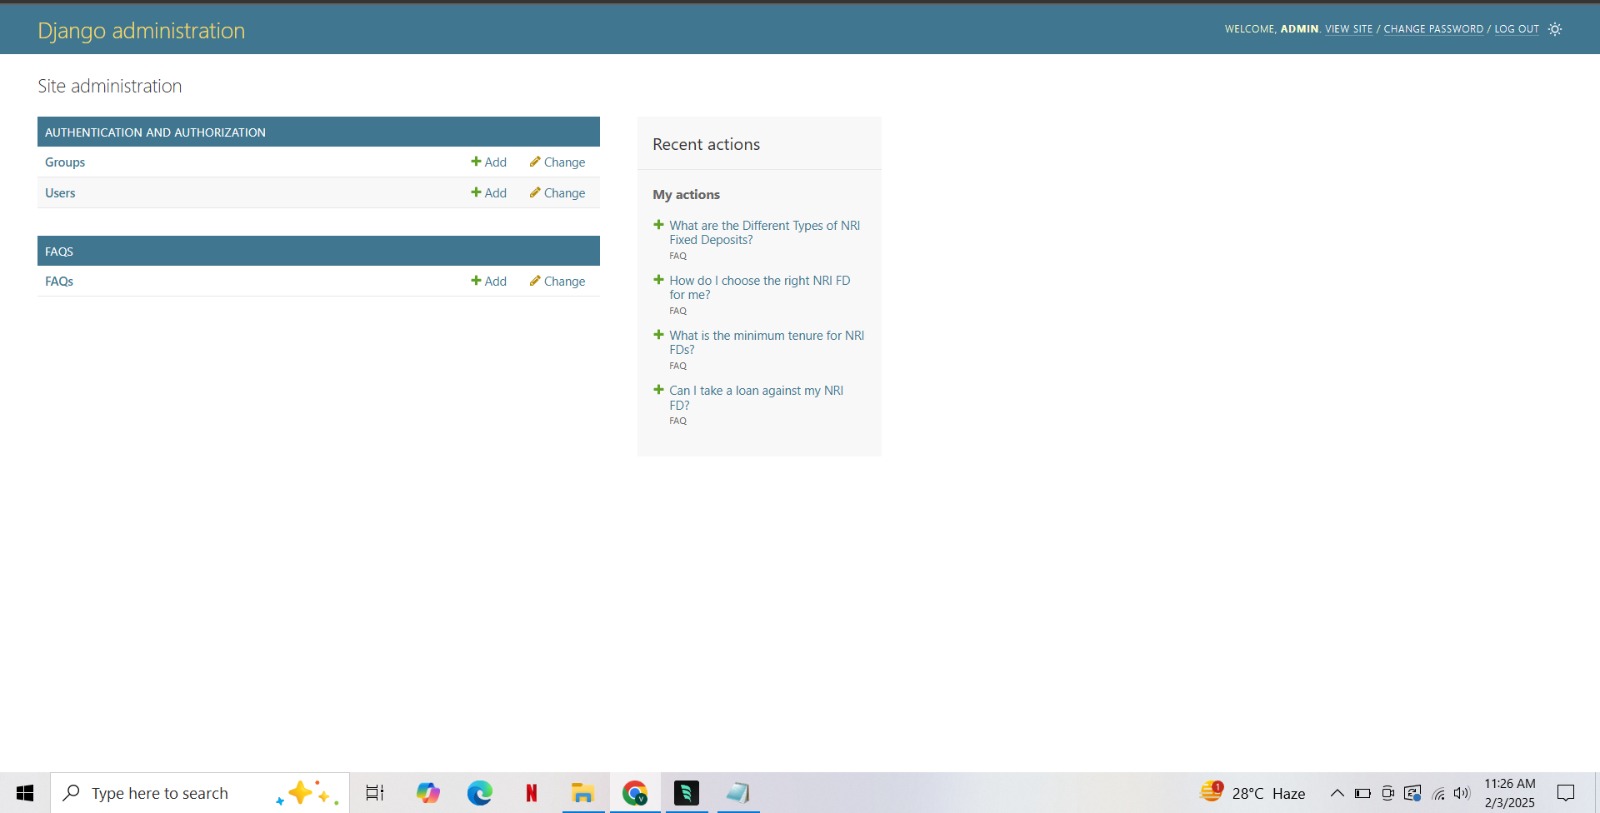 Django administration
WELCOME, ADMIN. VIEW SITE / CHANGE PASSWORD / LOG OUT
Site administration
AUTHENTICATION AND AUTHORIZATION
Groups Add Change
Users Add Change
FAQS
FAQs Add Change
Recent actions
My actions
What are the Different Types of NRI
Fixed Deposits?
FAQ
How do I choose the right NRI FD
for me?
FAQ
What is the minimum tenure for NRI
FDs?
FAQ
Can I take a loan against my NRI
FD?
FAQ
Type here to search
N
1
28°C Haze
11:26 AM
2/3/2025